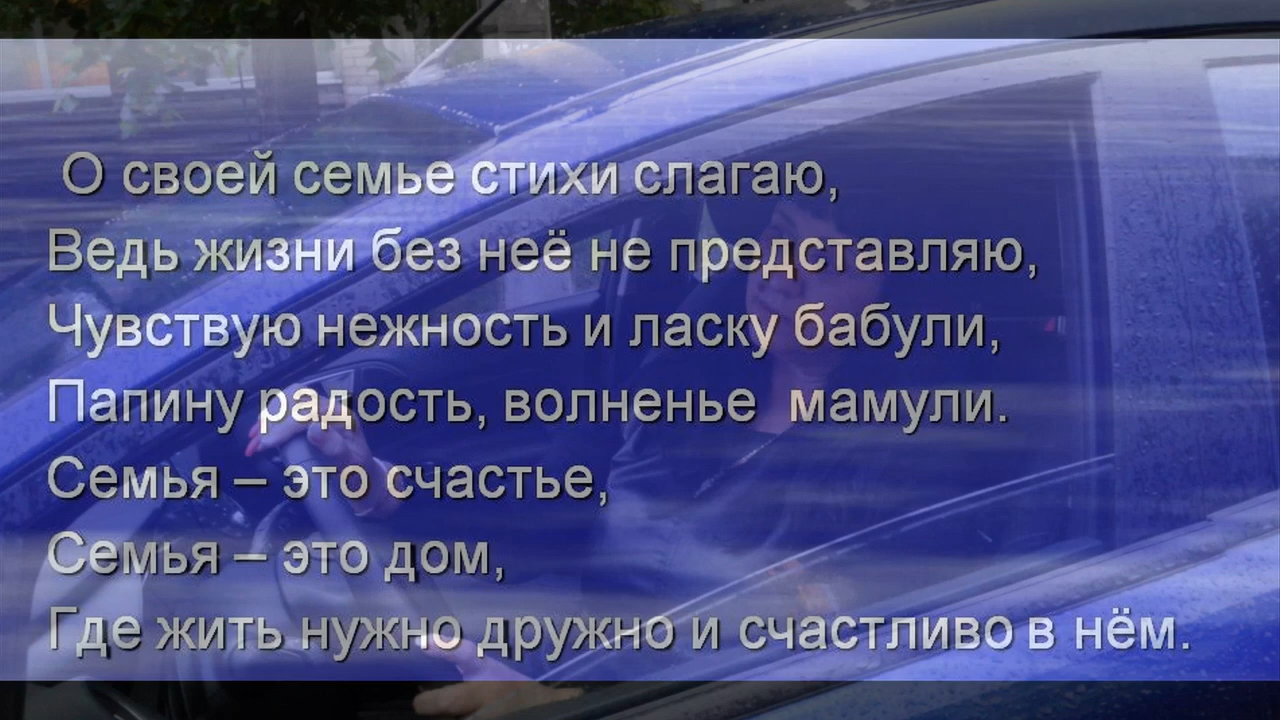 О своей семье стихи слагаю,
Ведь жизни без неё не представляю,
Чувствую нежность и ласку бабули,
Папину радость, волненье мамули.
Семья – это счастье,
Семья – это дом,
Где жить нужно дружно и счастливо в нём.